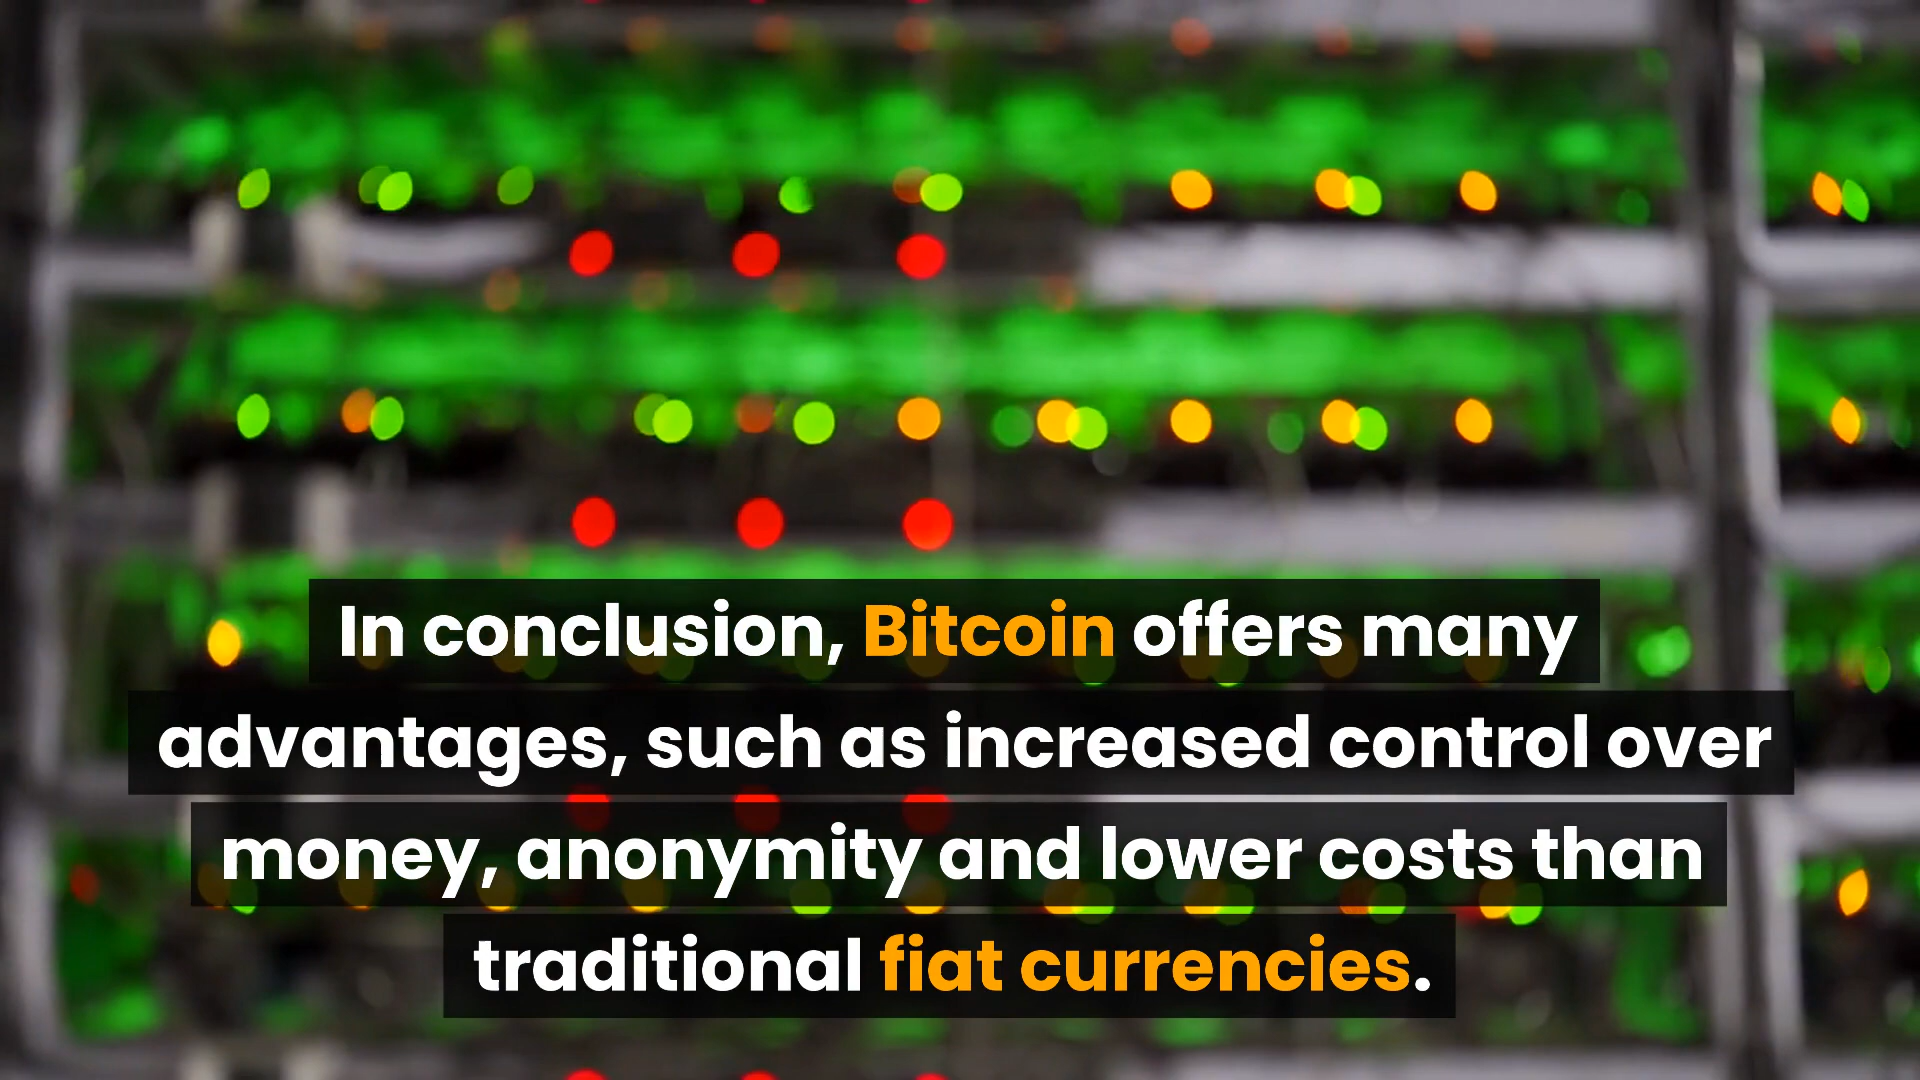 In conclusion, Bitcoin offers many
advantages, such as increased control over
money, anonymity and lower costs than
traditional fiat currencies.